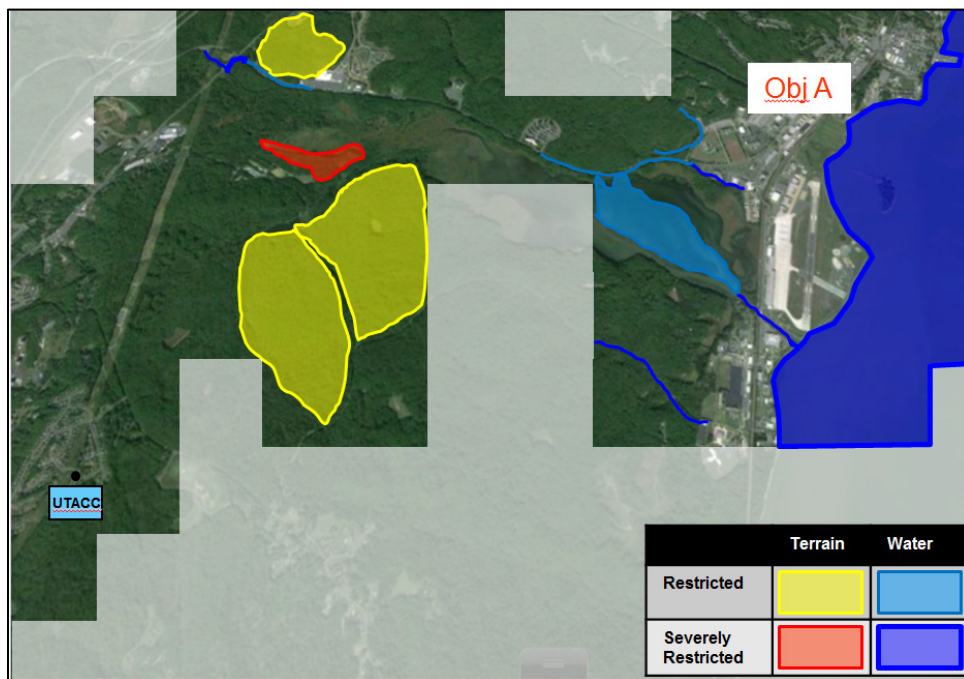 Obj A
UTACC
Terrain Water
Restricted
Severely
Restricted